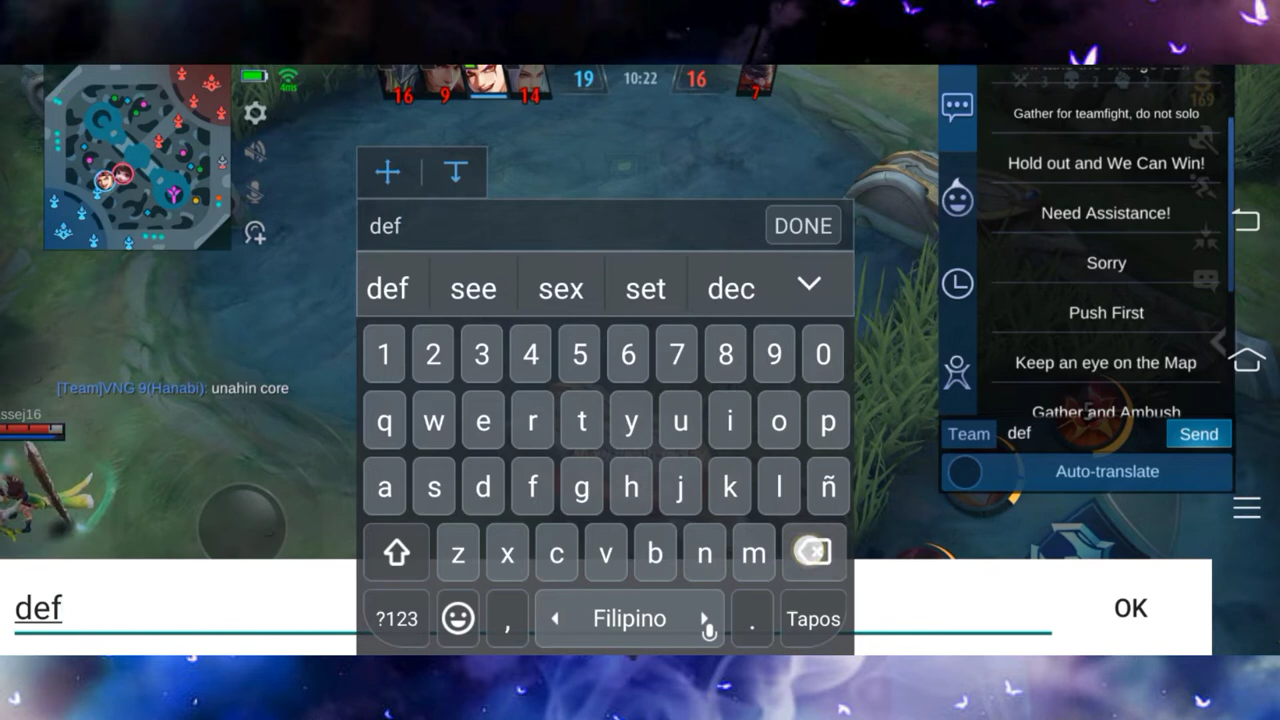 4ms
16
9
14
19
10:22
16
7
169
Gather for teamfight, do not solo
Hold out and We Can Win!
Need Assistance!
Sorry
Push First
Keep an eye on the Map
Gather and Ambush
Team def Send
Auto-translate
[Team]VNG 9(Hanabi): unahin core
ssej16
def DONE
def see sex set dec
1 2 3 4 5 6 7 8 9 0
q w e r t y u i o p
a s d f g h j k l ñ
z x c v b n m
?123 , Filipino . Tapos
def OK